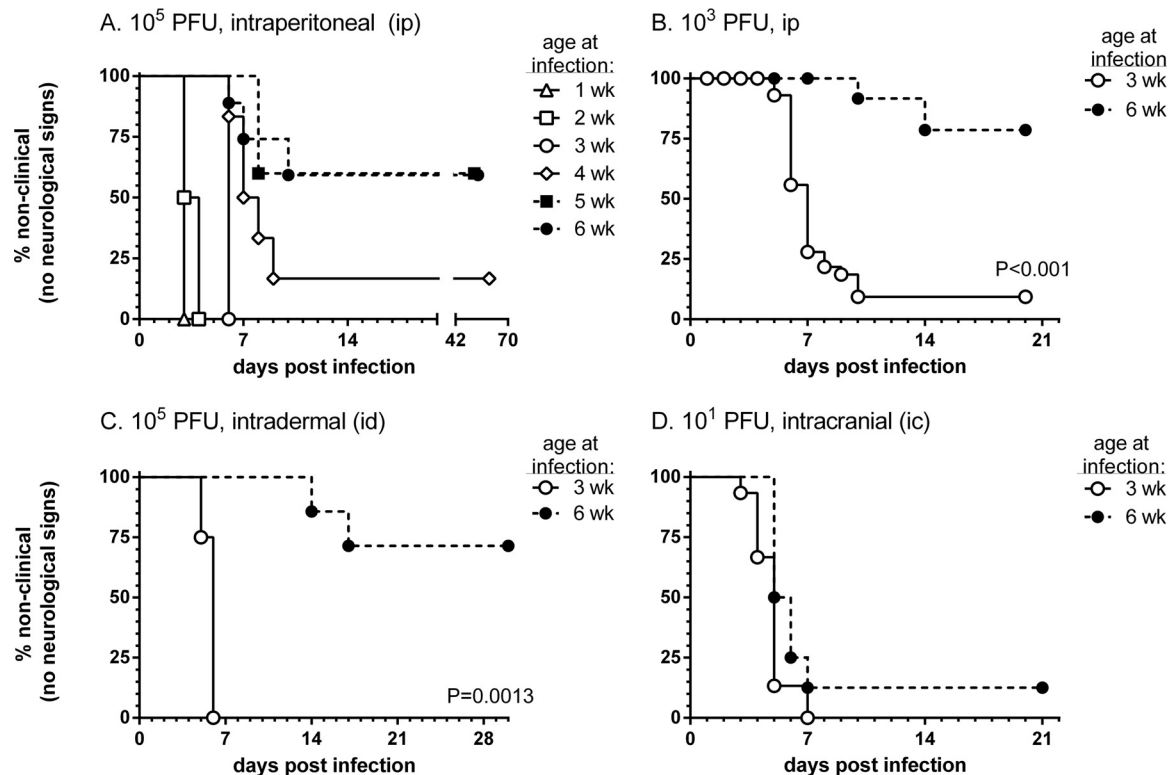 A. 10⁵ PFU, intraperitoneal (ip)
age at
infection:
1 wk
2 wk
3 wk
4 wk
5 wk
6 wk
% non-clinical
(no neurological signs)
100
75
50
25
0
0 7 14 42 70
days post infection
B. 10³ PFU, ip
age at
infection
3 wk
6 wk
100
75
50
25
0
P<0.001
0 7 14 21
days post infection
C. 10⁵ PFU, intradermal (id)
age at
infection:
3 wk
6 wk
% non-clinical
(no neurological signs)
100
75
50
25
0
P=0.0013
0 7 14 21 28
days post infection
D. 10¹ PFU, intracranial (ic)
age at
infection:
3 wk
6 wk
100
75
50
25
0
0 7 14 21
days post infection